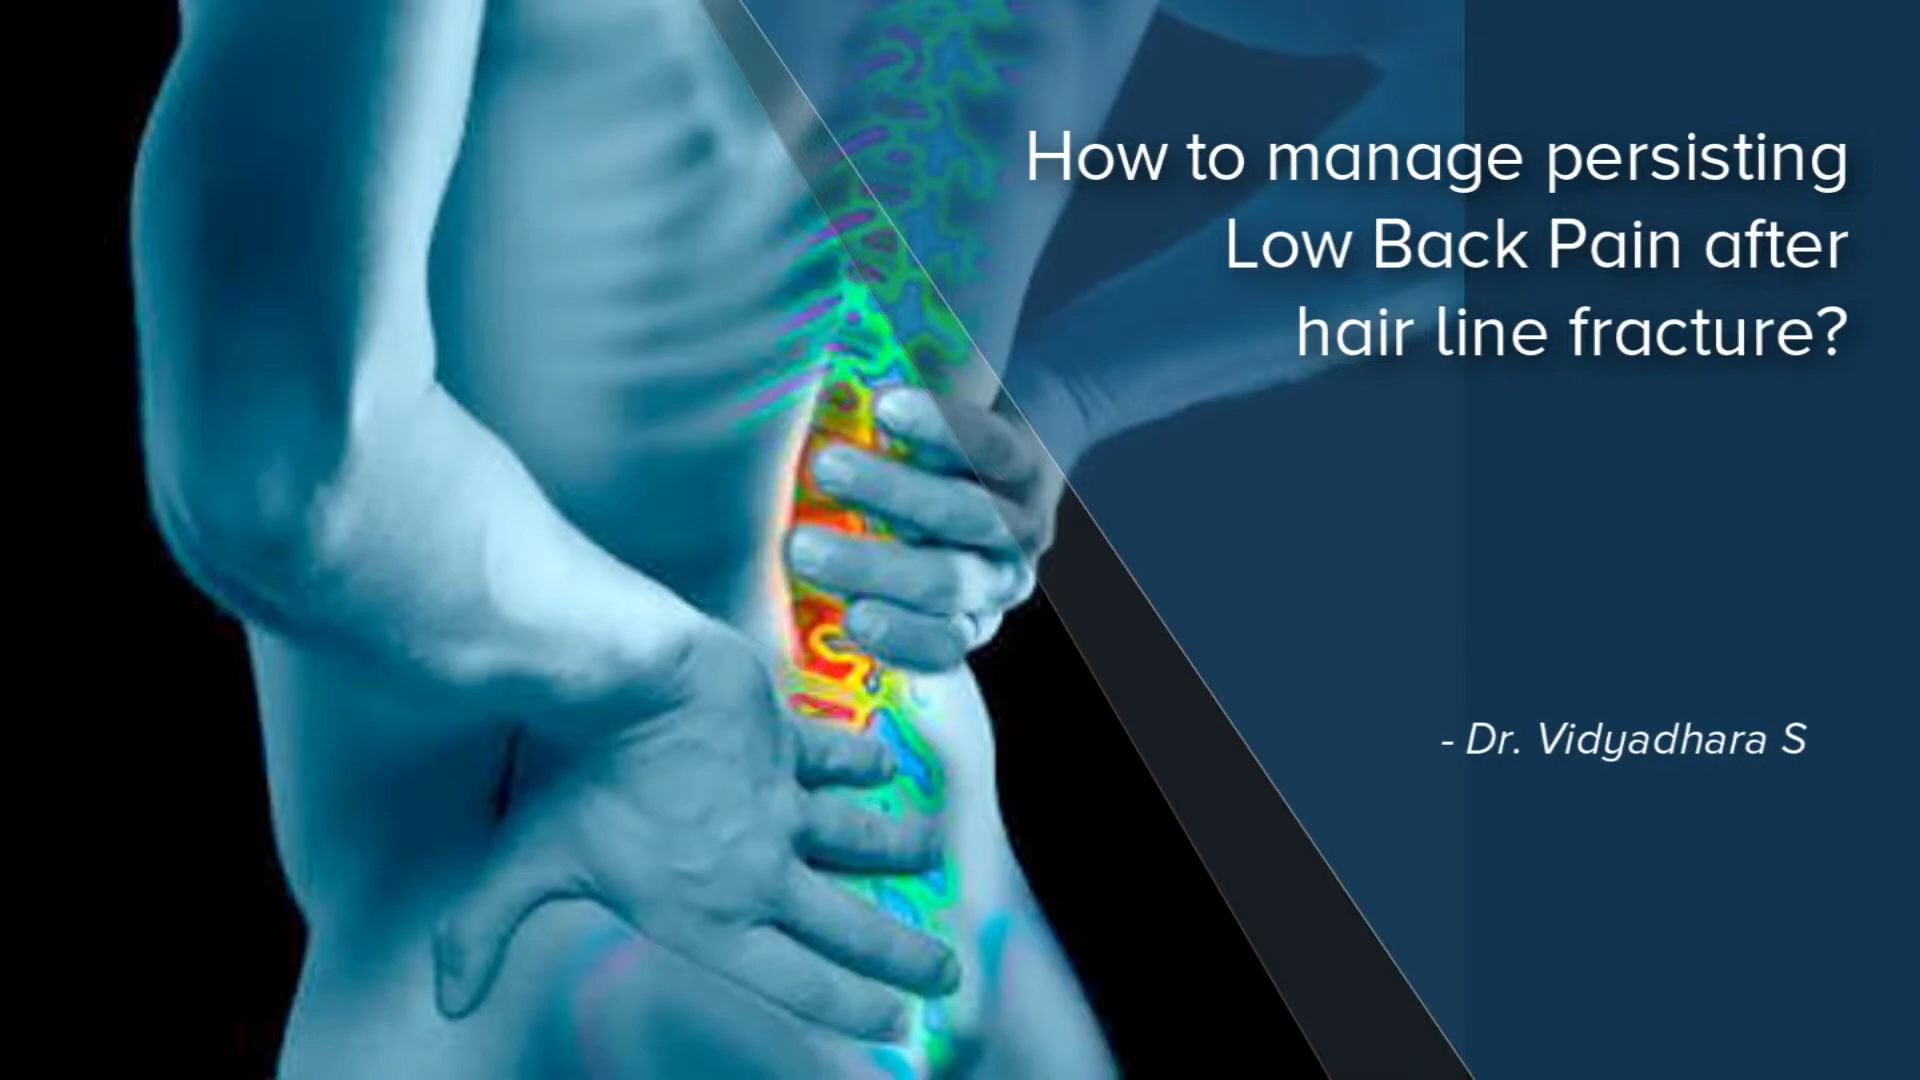 How to manage persisting
Low Back Pain after
hair line fracture?
- Dr. Vidyadhara S